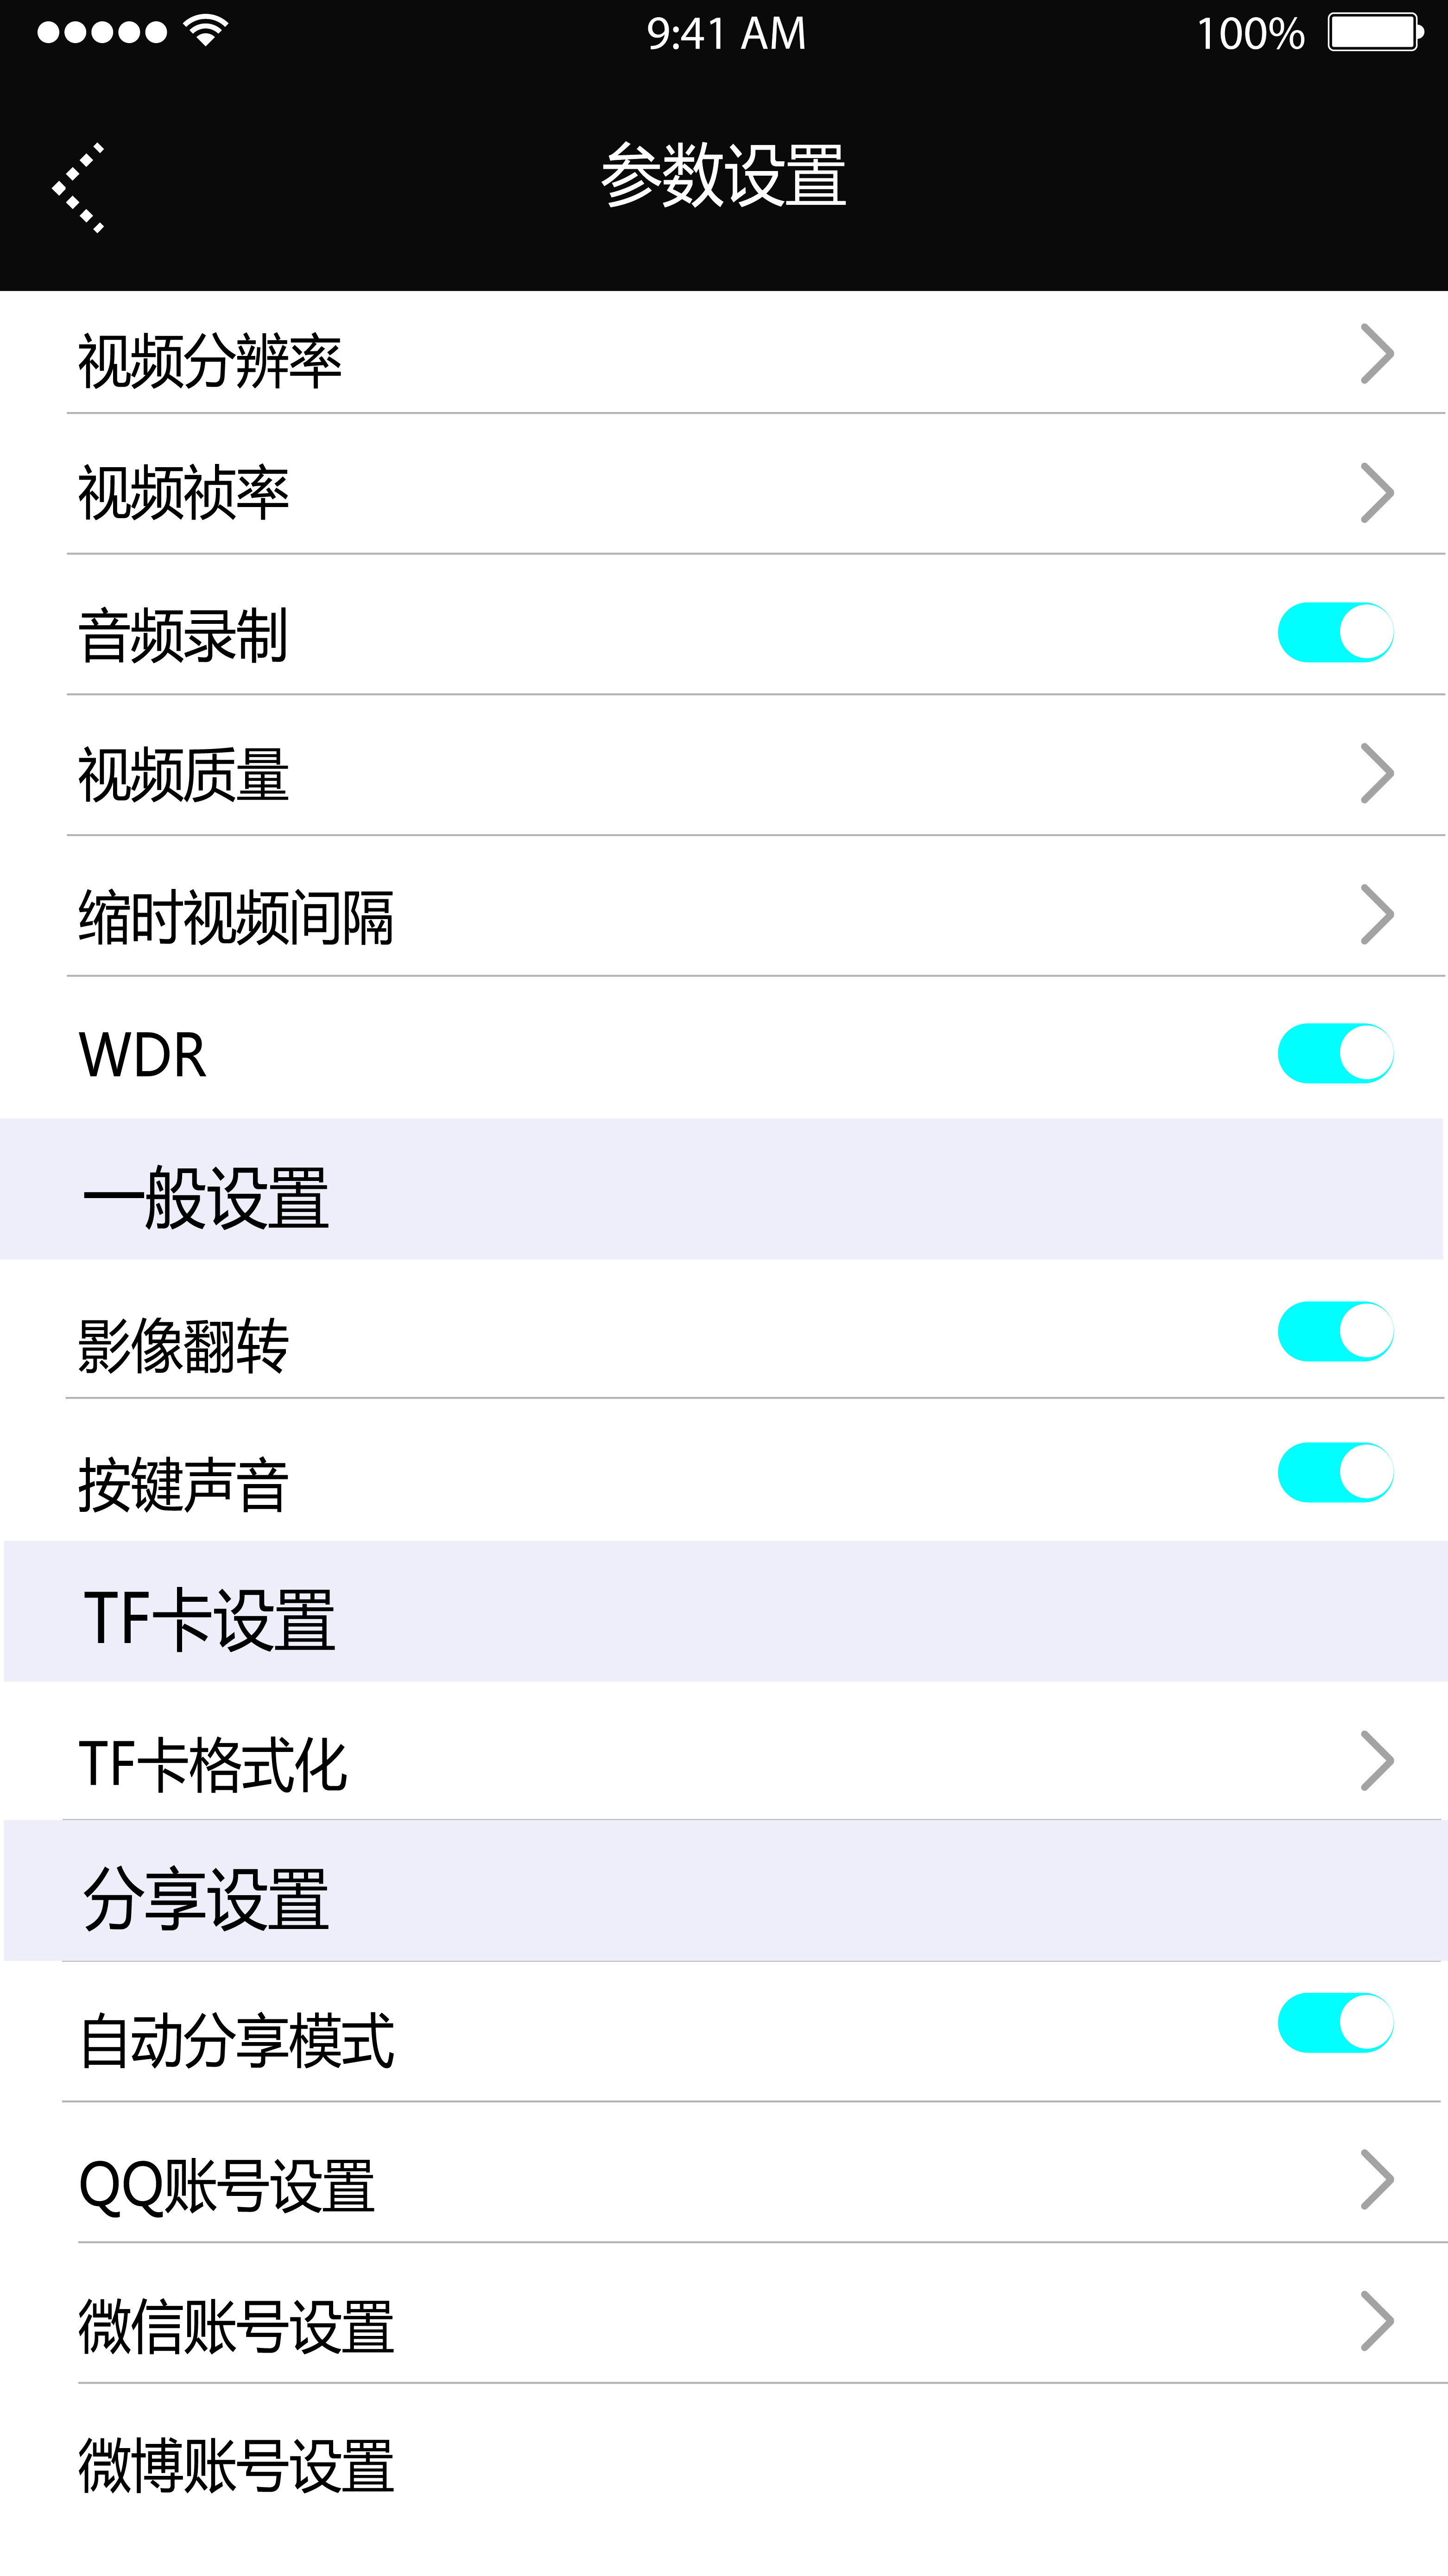 9:41 AM 100%
参数设置
视频分辨率
视频祯率
音频录制
视频质量
缩时视频间隔
WDR
一般设置
影像翻转
按键声音
TF卡设置
TF卡格式化
分享设置
自动分享模式
QQ账号设置
微信账号设置
微博账号设置